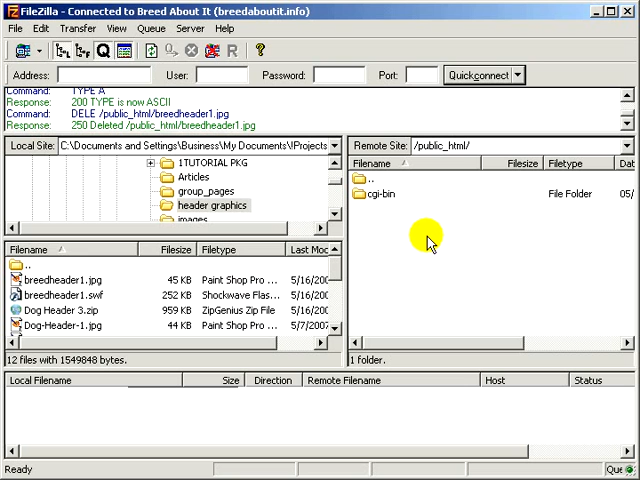 FileZilla - Connected to Breed About It (breedaboutit.info)
File Edit Transfer View Queue Server Help
Address: User: Password: Port: Quickconnect
Command: TYPE A
Response: 200 TYPE is now ASCII
Command: DELE /public_html/breedheader1.jpg
Response: 250 Deleted /public_html/breedheader1.jpg
Local Site: C:\Documents and Settings\Business\My Documents\!Projects
1TUTORIAL PKG
Articles
group_pages
header graphics
images
Filename Filesize Filetype Last Moc
..
breedheader1.jpg 45 KB Paint Shop Pro ... 5/16/200
breedheader1.swf 252 KB Shockwave Flas... 5/16/200
Dog Header 3.zip 959 KB ZipGenius Zip File 5/16/200
Dog-Header-1.jpg 44 KB Paint Shop Pro ... 5/7/2007
12 files with 1549848 bytes.
Remote Site: /public_html/
Filename Filesize Filetype Dat
..
cgi-bin File Folder 05/
1 folder.
Local Filename Size Direction Remote Filename Host Status
Ready Que